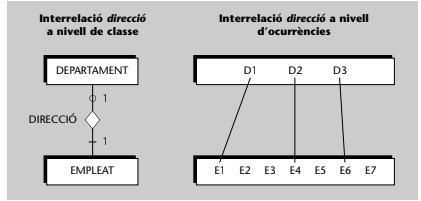 Interrelació direcció
a nivell de classe
DEPARTAMENT
1
DIRECCIÓ
1
EMPLEAT
Interrelació direcció a nivell
d'ocurrències
D1 D2 D3
E1 E2 E3 E4 E5 E6 E7